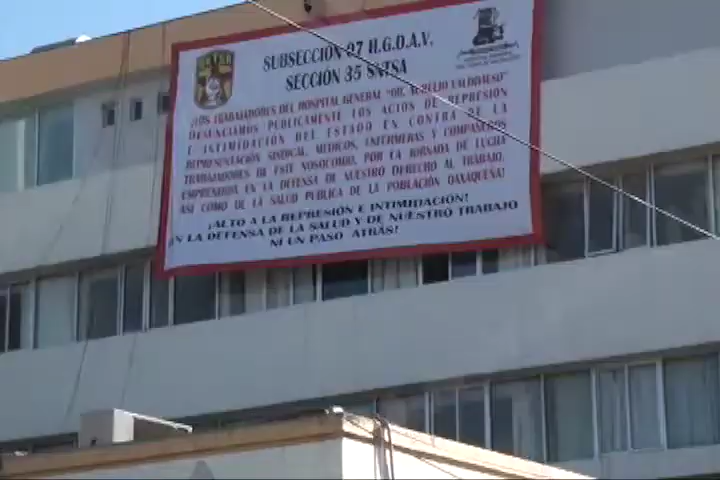 SUBSECCIÓN 07 H.G.O.A.V.
SECCIÓN 35 SNTSA
¡LOS TRABAJADORES DEL HOSPITAL GENERAL "DR. AURELIO VALDIVIESO"
DENUNCIAMOS PUBLICAMENTE LOS ACTOS DE REPRESIÓN
E INTIMIDACIÓN DEL ESTADO EN CONTRA DE LA
REPRESENTACIÓN SINDICAL, MEDICOS, ENFERMERAS Y COMPAÑEROS
TRABAJADORES DE ESTE NOSOCOMIO, POR LA JORNADA DE LUCHA
EMPRENDIDA EN LA DEFENSA DE NUESTRO DERECHO AL TRABAJO,
ASI COMO DE LA SALUD PUBLICA DE LA POBLACIÓN OAXAQUEÑA!
¡ALTO A LA REPRESIÓN E INTIMIDACIÓN!
¡EN LA DEFENSA DE LA SALUD Y DE NUESTRO TRABAJO
NI UN PASO ATRÁS!